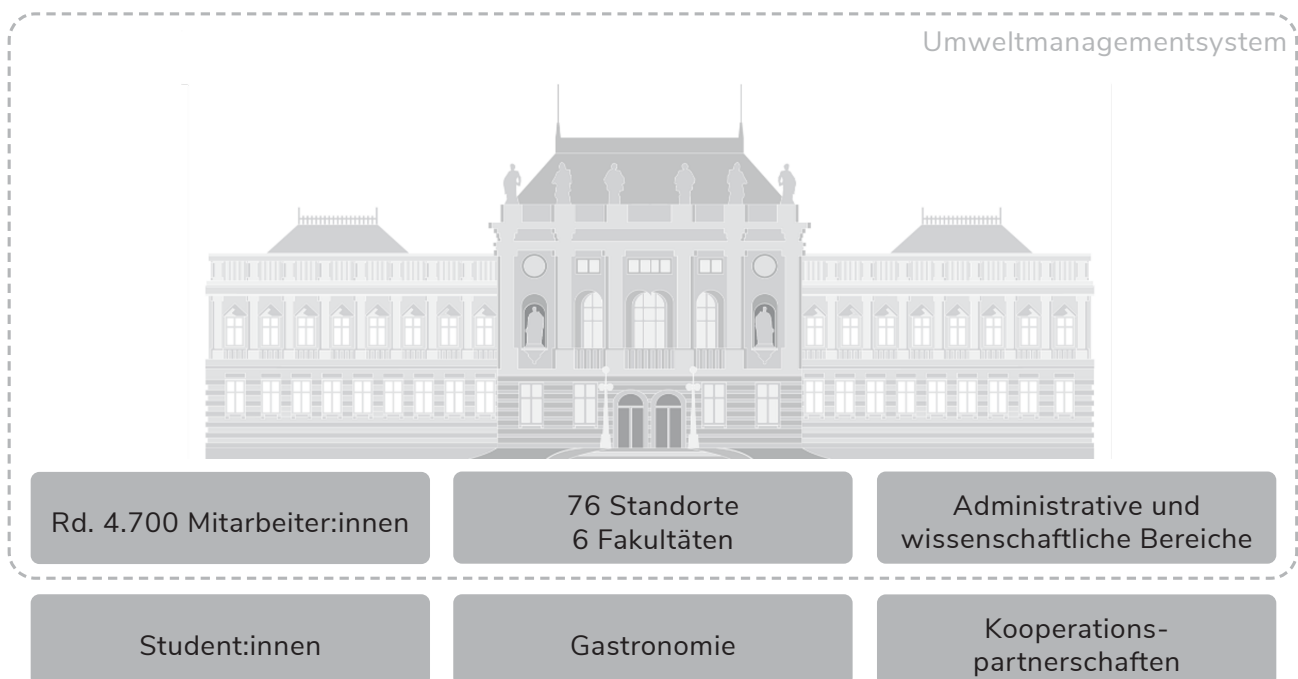 Umweltmanagementsystem
Rd. 4.700 Mitarbeiter:innen
76 Standorte
6 Fakultäten
Administrative und
wissenschaftliche Bereiche
Student:innen
Gastronomie
Kooperations-
partnerschaften